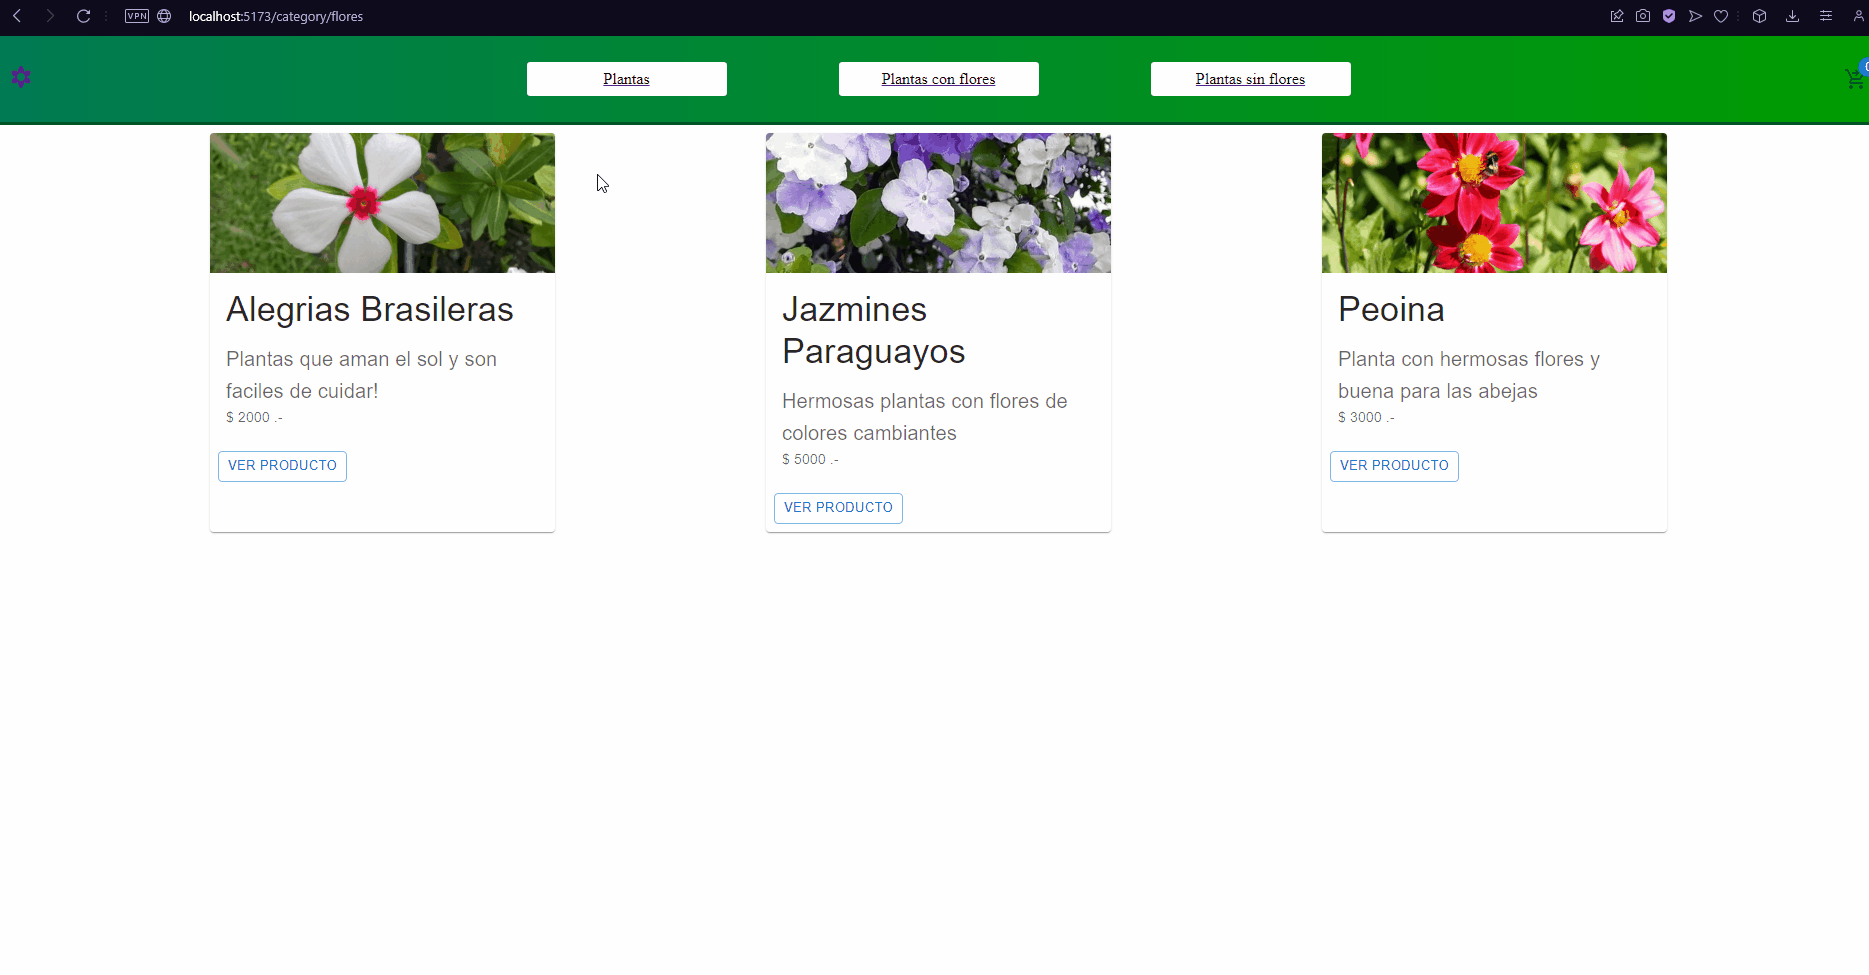 VPN
localhost:5173/category/flores
Plantas
Plantas con flores
Plantas sin flores
Alegrias Brasileras
Plantas que aman el sol y son
faciles de cuidar!
$ 2000 .-
VER PRODUCTO
Jazmines
Paraguayos
Hermosas plantas con flores de
colores cambiantes
$ 5000 .-
VER PRODUCTO
Peoina
Planta con hermosas flores y
buena para las abejas
$ 3000 .-
VER PRODUCTO